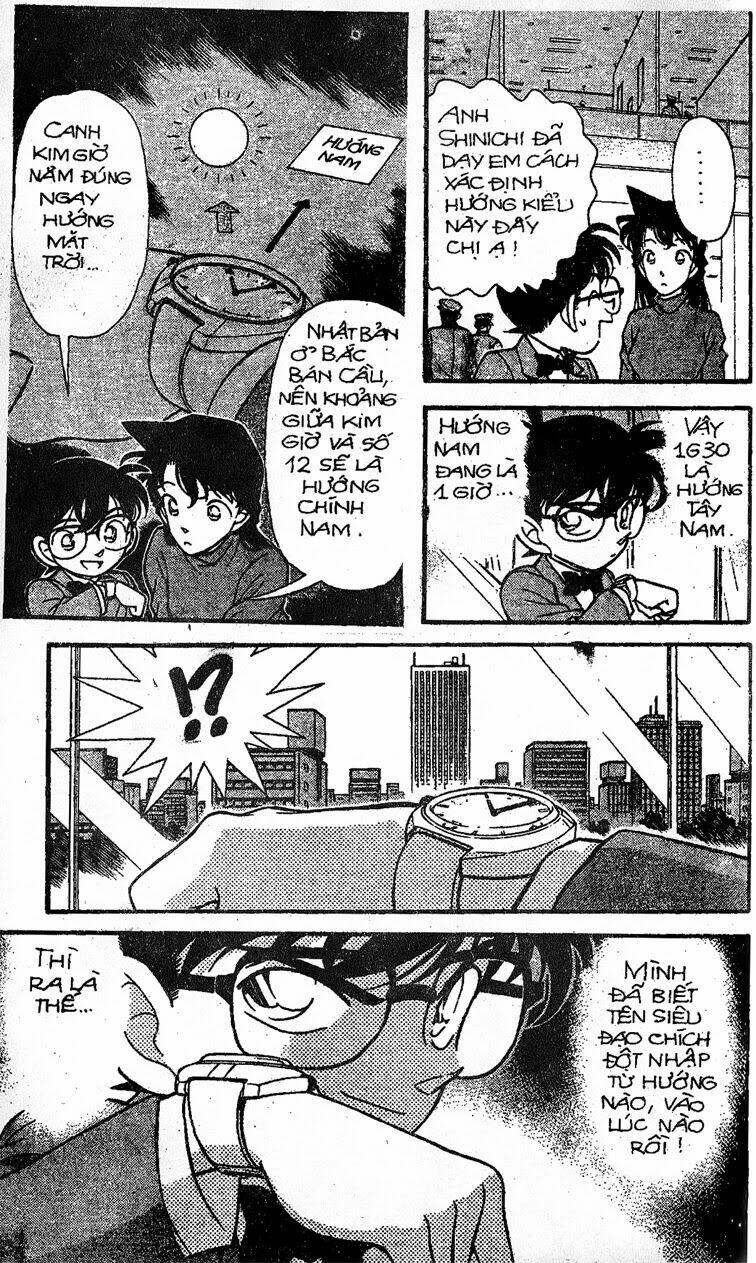 CANH
KIM GIỜ
NẰM ĐÚNG
NGAY
HƯỚNG
MẶT
TRỜI...
HƯỚNG
NAM
NHẬT BẢN
Ở BẮC
BÁN CẦU,
NÊN KHOẢNG
GIỮA KIM
GIỜ VÀ SỐ
12 SẼ LÀ
HƯỚNG
CHÍNH
NAM.
ANH
SHINICHI ĐÃ
DẠY EM CÁCH
XÁC ĐỊNH
HƯỚNG KIỂU
NÀY ĐẤY
CHỊ Ạ!
......
HƯỚNG
NAM
ĐANG LÀ
1 GIỜ...
VẬY
1G30
LÀ
HƯỚNG
TÂY
NAM.
!?
THÌ
RA LÀ
THẾ...
MÌNH
ĐÃ BIẾT
TÊN SIÊU
ĐẠO CHÍCH
ĐỘT NHẬP
TỪ HƯỚNG
NÀO, VÀO
LÚC NÀO
RỒI!